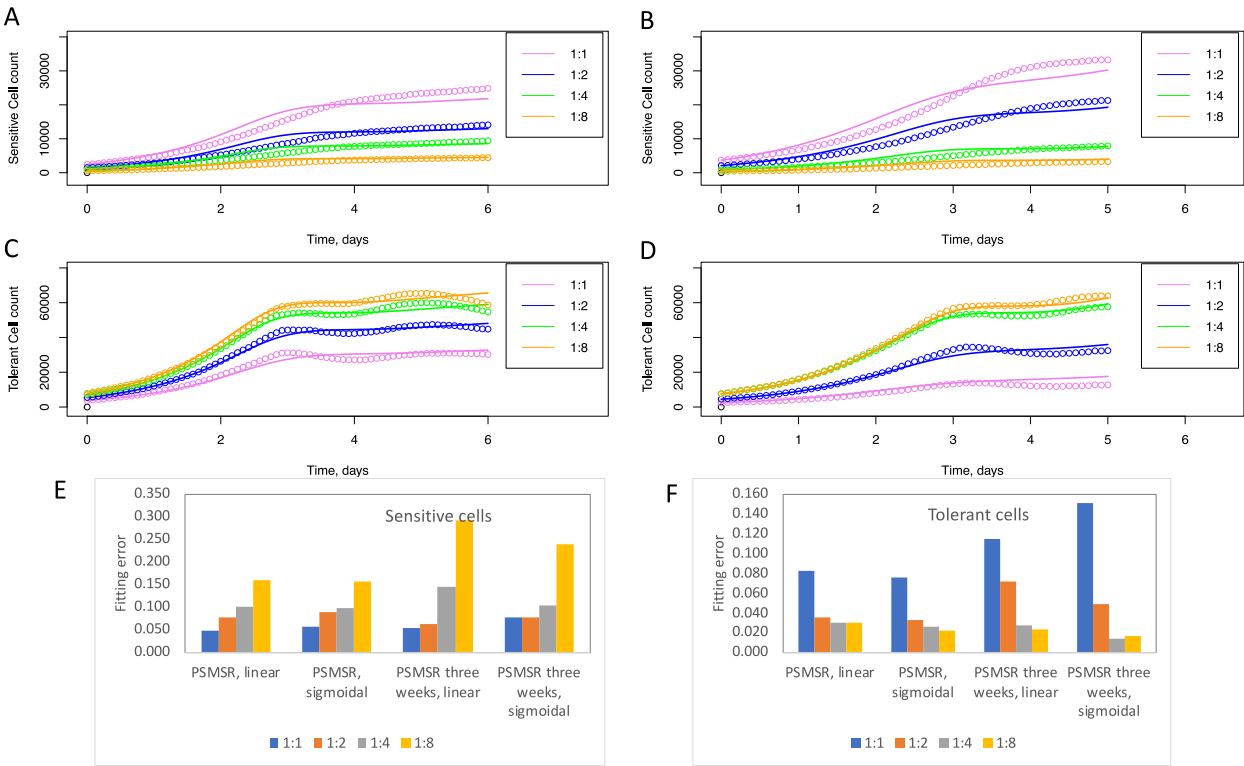 A
Sensitive Cell count
0 10000 30000
1:1
1:2
1:4
1:8
0 2 4 6
Time, days
B
Sensitive Cell count
0 10000 30000
1:1
1:2
1:4
1:8
0 1 2 3 4 5 6
Time, days
C
Tolerant Cell count
0 20000 60000
1:1
1:2
1:4
1:8
0 2 4 6
Time, days
D
Tolerant Cell count
0 20000 60000
1:1
1:2
1:4
1:8
0 1 2 3 4 5 6
Time, days
E
Sensitive cells
Fitting error
0.350
0.300
0.250
0.200
0.150
0.100
0.050
0.000
PSMSR, linear
PSMSR,
sigmoidal
PSMSR three
weeks, linear
PSMSR three
weeks,
sigmoidal
1:1 1:2 1:4 1:8
F
Tolerant cells
Fitting error
0.160
0.140
0.120
0.100
0.080
0.060
0.040
0.020
0.000
PSMSR, linear
PSMSR,
sigmoidal
PSMSR three
weeks, linear
PSMSR three
weeks,
sigmoidal
1:1 1:2 1:4 1:8